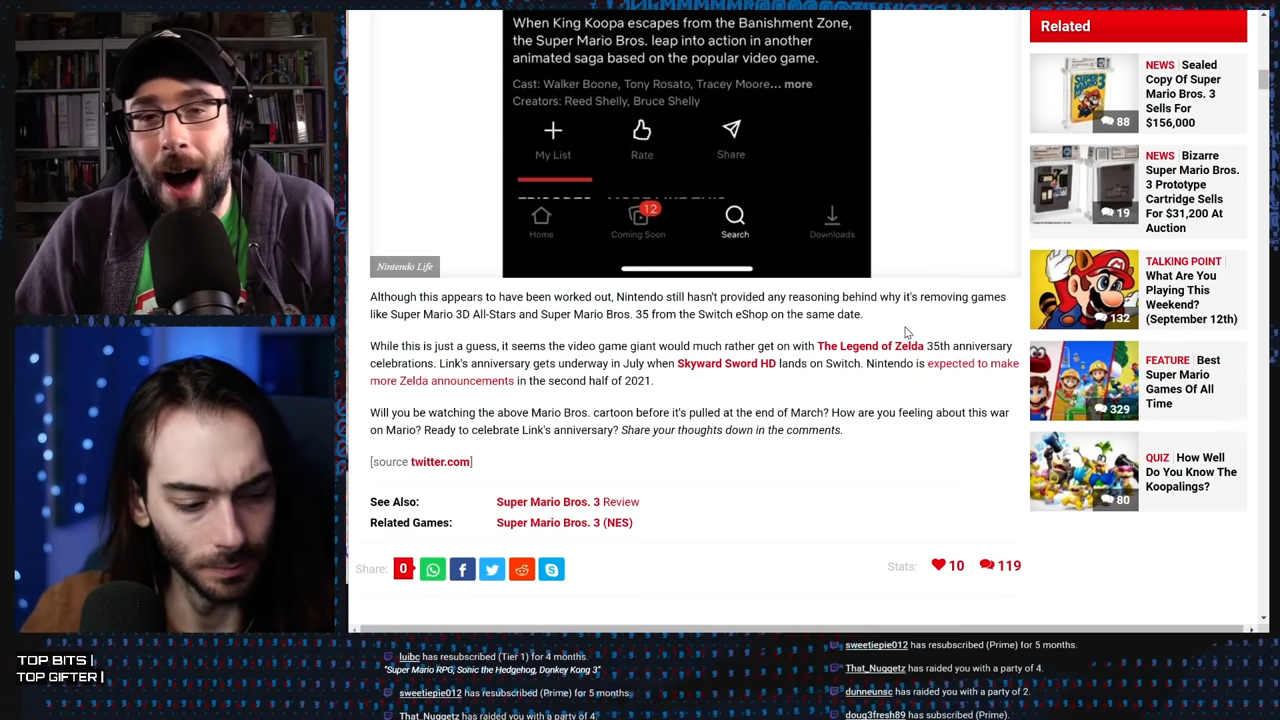 When King Koopa escapes from the Banishment Zone,
the Super Mario Bros. leap into action in another
animated saga based on the popular video game.
Cast: Walker Boone, Tony Rosato, Tracey Moore... more
Creators: Reed Shelly, Bruce Shelly
My List
Rate
Share
12
Home
Coming Soon
Search
Downloads
Nintendo Life
Although this appears to have been worked out, Nintendo still hasn't provided any reasoning behind why it's removing games
like Super Mario 3D All-Stars and Super Mario Bros. 35 from the Switch eShop on the same date.
While this is just a guess, it seems the video game giant would much rather get on with The Legend of Zelda 35th anniversary
celebrations. Link's anniversary gets underway in July when Skyward Sword HD lands on Switch. Nintendo is expected to make
more Zelda announcements in the second half of 2021.
Will you be watching the above Mario Bros. cartoon before it's pulled at the end of March? How are you feeling about this war
on Mario? Ready to celebrate Link's anniversary? Share your thoughts down in the comments.
[source twitter.com]
See Also: Super Mario Bros. 3 Review
Related Games: Super Mario Bros. 3 (NES)
Share: 0
Stats: 10 119
Related
NEWS Sealed
Copy Of Super
Mario Bros. 3
Sells For
$156,000
88
NEWS Bizarre
Super Mario Bros.
3 Prototype
Cartridge Sells
For $31,200 At
Auction
19
TALKING POINT
What Are You
Playing This
Weekend?
(September 12th)
132
FEATURE Best
Super Mario
Games Of All
Time
329
QUIZ How Well
Do You Know The
Koopalings?
80
TOP BITS |
TOP GIFTER |
luibc has resubscribed (Tier 1) for 4 months.
"Super Mario RPG, Sonic the Hedgehog, Donkey Kong 3"
sweetiepie012 has resubscribed (Prime) for 5 months.
That_Nuggetz has raided you with a party of 4.
sweetiepie012 has resubscribed (Prime) for 5 months.
That_Nuggetz has raided you with a party of 4.
dunneunsc has raided you with a party of 2.
doug3fresh89 has subscribed (Prime).